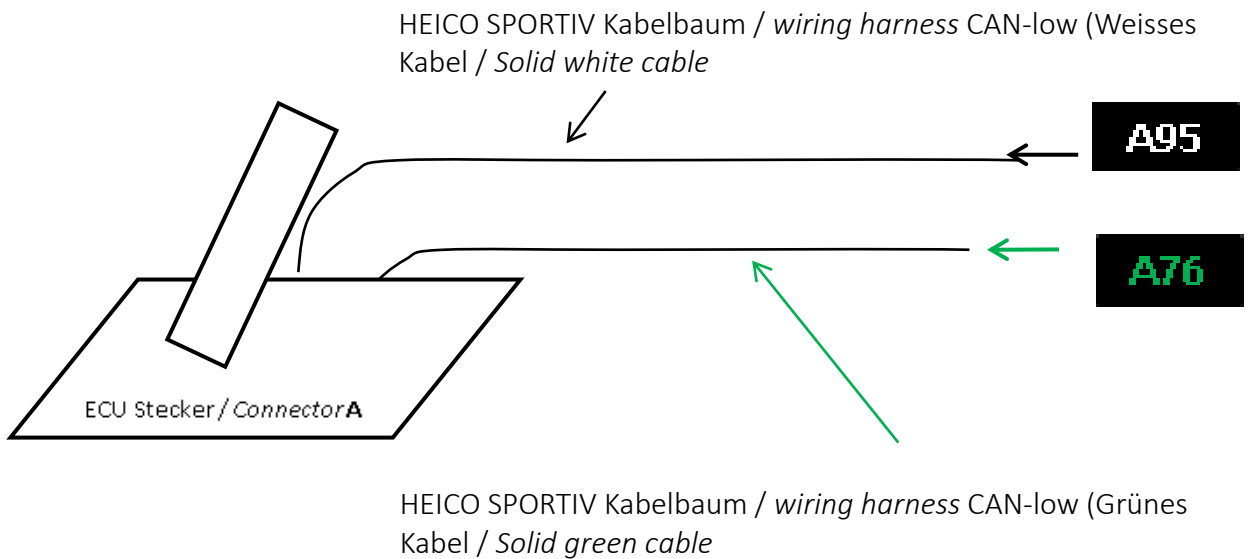 HEICO SPORTIV Kabelbaum / wiring harness CAN-low (Weisses
Kabel / Solid white cable
A95
A76
ECU Stecker / Connector A
HEICO SPORTIV Kabelbaum / wiring harness CAN-low (Grünes
Kabel / Solid green cable